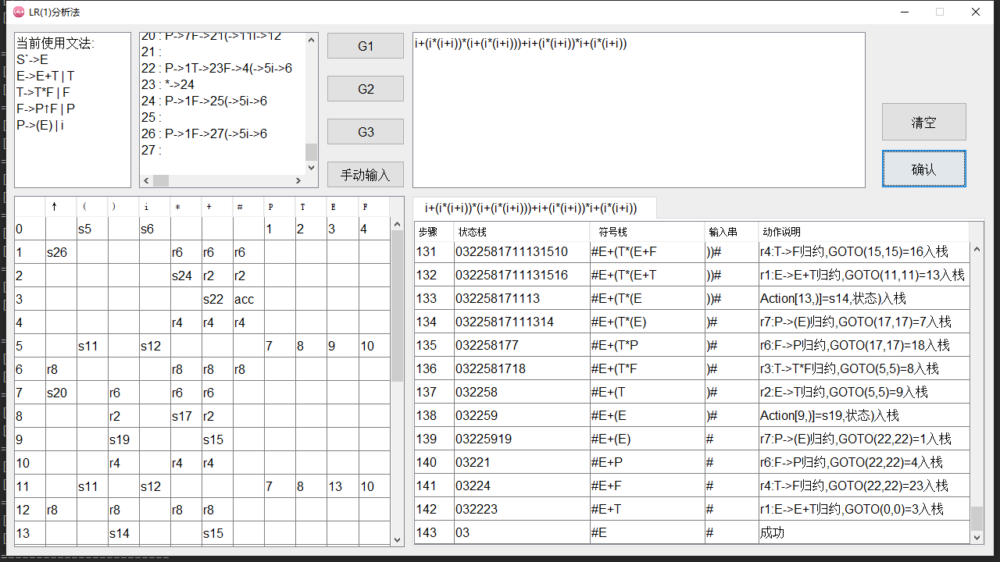 LR(1)分析法
当前使用文法:
S`->E
E->E+T | T
T->T*F | F
F->P↑F | P
P->(E) | i
20 : P->7F->21(->11i->12
21 :
22 : P->1T->23F->4(->5i->6
23 : *->24
24 : P->1F->25(->5i->6
25 :
26 : P->1F->27(->5i->6
27 :
G1
G2
G3
手动输入
i+(i*(i+i))*(i+(i*(i+i)))+i+(i*(i+i))*i+(i*(i+i))
清空
确认
↑ ( ) i * + # P T E F
0 s5 s6 1 2 3 4
1 s26 r6 r6 r6
2 s24 r2 r2
3 s22 acc
4 r4 r4 r4
5 s11 s12 7 8 9 10
6 r8 r8 r8 r8
7 s20 r6 r6 r6
8 r2 s17 r2
9 s19 s15
10 r4 r4 r4
11 s11 s12 7 8 13 10
12 r8 r8 r8 r8
13 s14 s15
i+(i*(i+i))*(i+(i*(i+i)))+i+(i*(i+i))*i+(i*(i+i))
步骤 状态栈 符号栈 输入串 动作说明
131 0322581711131510 #E+(T*(E+F ))# r4:T->F归约,GOTO(15,15)=16入栈
132 0322581711131516 #E+(T*(E+T ))# r1:E->E+T归约,GOTO(11,11)=13入栈
133 032258171113 #E+(T*(E ))# Action[13,)]=s14,状态)入栈
134 03225817111314 #E+(T*(E) )# r7:P->(E)归约,GOTO(17,17)=7入栈
135 032258177 #E+(T*P )# r6:F->P归约,GOTO(17,17)=18入栈
136 0322581718 #E+(T*F )# r3:T->T*F归约,GOTO(5,5)=8入栈
137 032258 #E+(T )# r2:E->T归约,GOTO(5,5)=9入栈
138 032259 #E+(E )# Action[9,)]=s19,状态)入栈
139 03225919 #E+(E) # r7:P->(E)归约,GOTO(22,22)=1入栈
140 03221 #E+P # r6:F->P归约,GOTO(22,22)=4入栈
141 03224 #E+F # r4:T->F归约,GOTO(22,22)=23入栈
142 032223 #E+T # r1:E->E+T归约,GOTO(0,0)=3入栈
143 03 #E # 成功